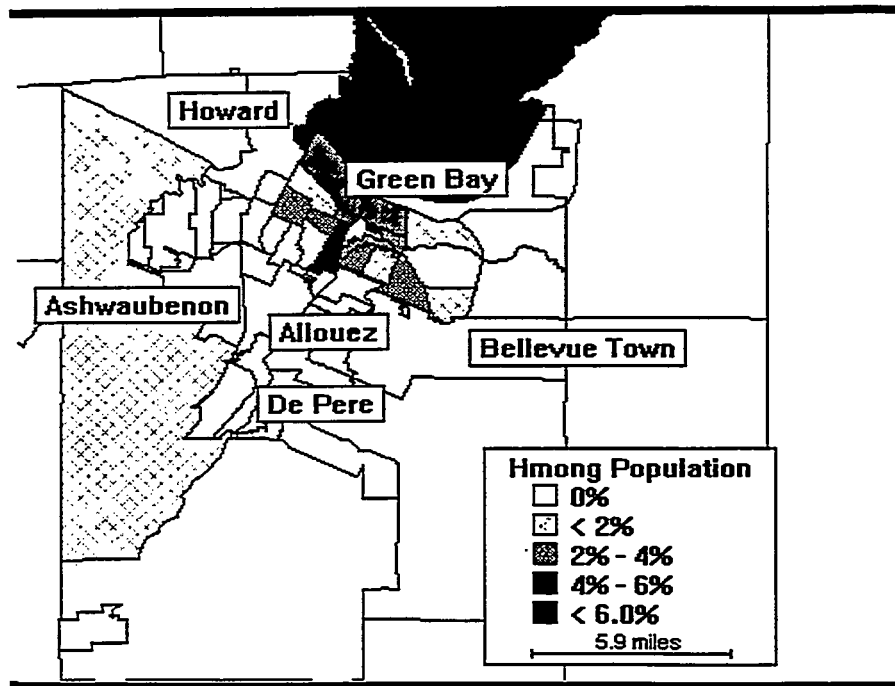 Howard
Green Bay
Ashwaubenon
Allouez
Bellevue Town
De Pere
Hmong Population
0%
< 2%
2% - 4%
4% - 6%
< 6.0%
5.9 miles